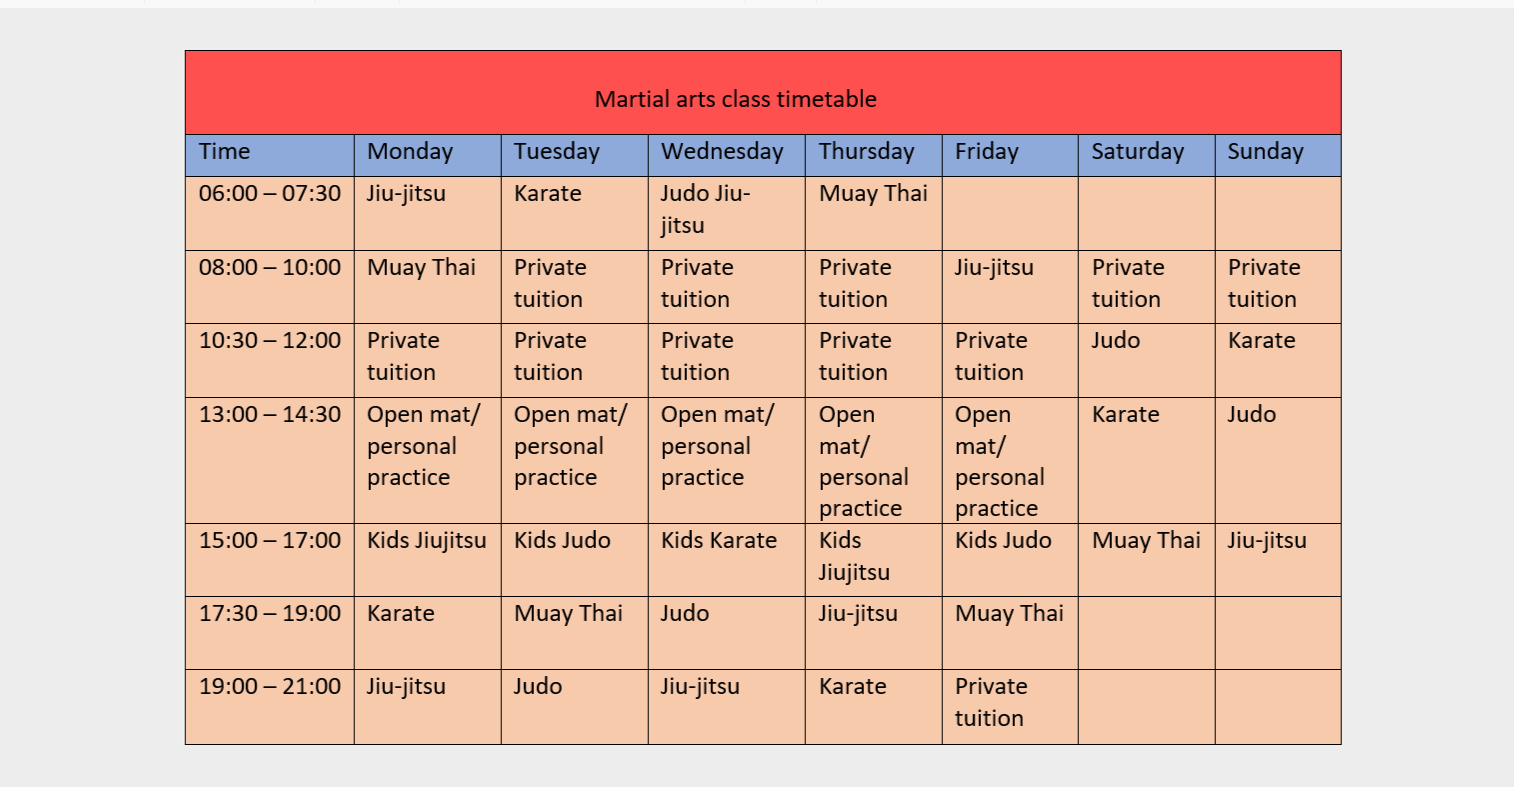 Martial arts class timetable
Time Monday Tuesday Wednesday Thursday Friday Saturday Sunday
06:00 – 07:30 Jiu-jitsu Karate Judo Jiu- Muay Thai
jitsu
08:00 – 10:00 Muay Thai Private Private Private Jiu-jitsu Private Private
tuition tuition tuition tuition tuition
10:30 – 12:00 Private Private Private Private Private Judo Karate
tuition tuition tuition tuition tuition
13:00 – 14:30 Open mat/ Open mat/ Open mat/ Open Open Karate Judo
personal personal personal mat/ mat/
practice practice practice personal personal
practice practice
15:00 – 17:00 Kids Jiujitsu Kids Judo Kids Karate Kids Kids Judo Muay Thai Jiu-jitsu
Jiujitsu
17:30 – 19:00 Karate Muay Thai Judo Jiu-jitsu Muay Thai
19:00 – 21:00 Jiu-jitsu Judo Jiu-jitsu Karate Private
tuition